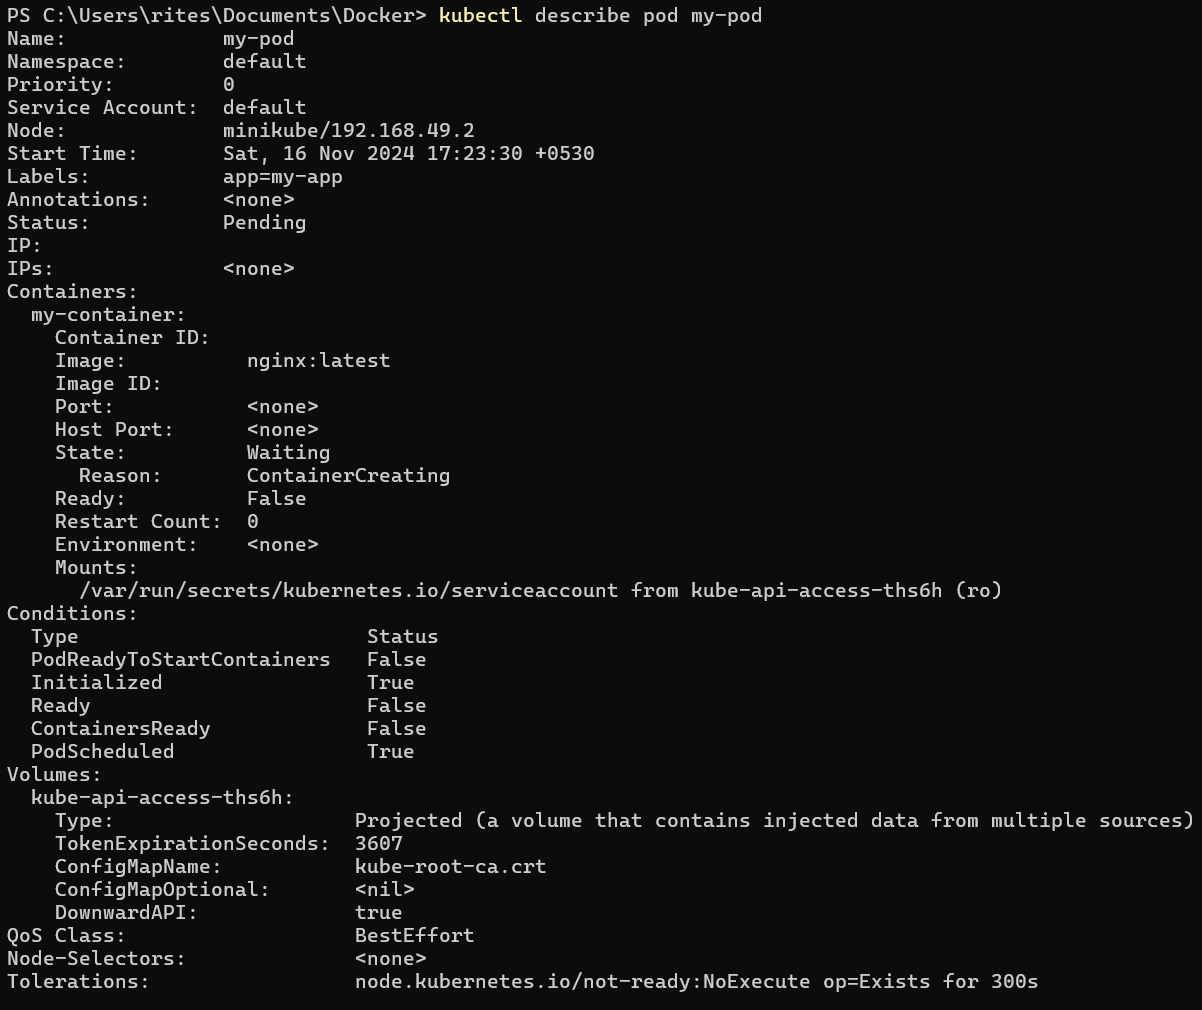 PS C:\Users\rites\Documents\Docker> kubectl describe pod my-pod
Name:             my-pod
Namespace:        default
Priority:         0
Service Account:  default
Node:             minikube/192.168.49.2
Start Time:       Sat, 16 Nov 2024 17:23:30 +0530
Labels:           app=my-app
Annotations:      <none>
Status:           Pending
IP:
IPs:              <none>
Containers:
  my-container:
    Container ID:
    Image:          nginx:latest
    Image ID:
    Port:           <none>
    Host Port:      <none>
    State:          Waiting
      Reason:       ContainerCreating
    Ready:          False
    Restart Count:  0
    Environment:    <none>
    Mounts:
      /var/run/secrets/kubernetes.io/serviceaccount from kube-api-access-ths6h (ro)
Conditions:
  Type                        Status
  PodReadyToStartContainers   False
  Initialized                 True
  Ready                       False
  ContainersReady             False
  PodScheduled                True
Volumes:
  kube-api-access-ths6h:
    Type:                    Projected (a volume that contains injected data from multiple sources)
    TokenExpirationSeconds:  3607
    ConfigMapName:           kube-root-ca.crt
    ConfigMapOptional:       <nil>
    DownwardAPI:             true
QoS Class:                   BestEffort
Node-Selectors:              <none>
Tolerations:                 node.kubernetes.io/not-ready:NoExecute op=Exists for 300s